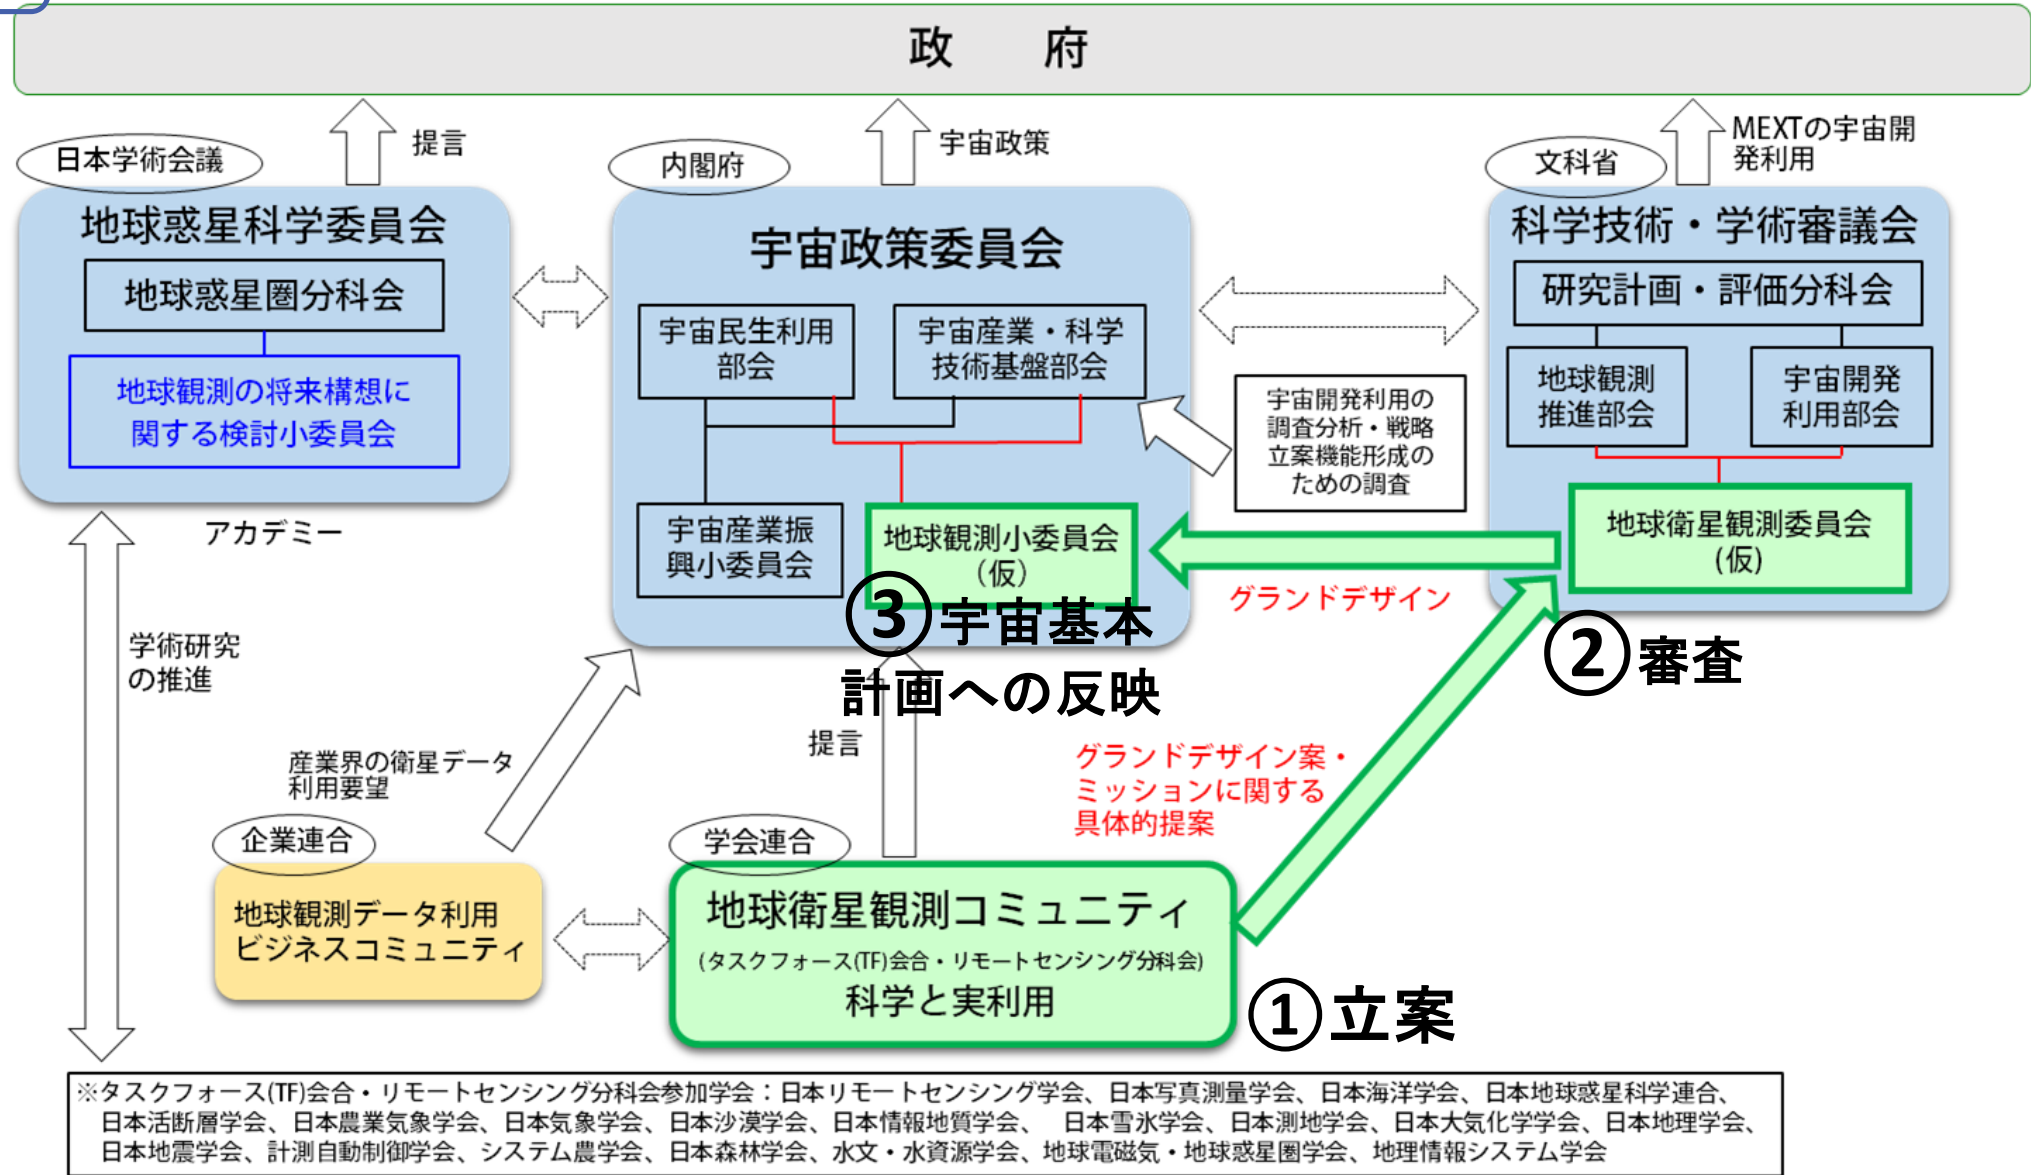 政　府
提言
宇宙政策
MEXTの宇宙開
発利用
日本学術会議
内閣府
文科省
地球惑星科学委員会
地球惑星圏分科会
地球観測の将来構想に
関する検討小委員会
アカデミー
宇宙政策委員会
宇宙民生利用
部会
宇宙産業・科学
技術基盤部会
宇宙産業振
興小委員会
地球観測小委員会
（仮）
③宇宙基本
計画への反映
科学技術・学術審議会
研究計画・評価分科会
地球観測
推進部会
宇宙開発
利用部会
宇宙開発利用の
調査分析・戦略
立案機能形成の
ための調査
地球衛星観測委員会
(仮)
グランドデザイン
②審査
学術研究
の推進
産業界の衛星データ
利用要望
提言
グランドデザイン案・
ミッションに関する
具体的提案
企業連合
地球観測データ利用
ビジネスコミュニティ
学会連合
地球衛星観測コミュニティ
(タスクフォース(TF)会合・リモートセンシング分科会)
科学と実利用
①立案
※タスクフォース(TF)会合・リモートセンシング分科会参加学会：日本リモートセンシング学会、日本写真測量学会、日本海洋学会、日本地球惑星科学連合、
日本活断層学会、日本農業気象学会、日本気象学会、日本沙漠学会、日本情報地質学会、　日本雪氷学会、日本測地学会、日本大気化学学会、日本地理学会、
日本地震学会、計測自動制御学会、システム農学会、日本森林学会、水文・水資源学会、地球電磁気・地球惑星圏学会、地理情報システム学会